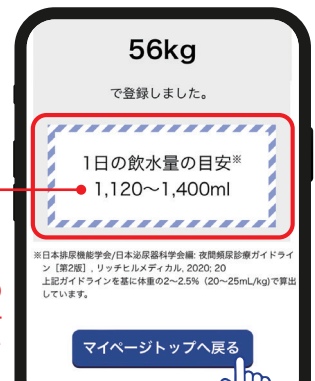 56kg
で登録しました。
1日の飲水量の目安※
1,120〜1,400ml
※日本排尿機能学会/日本泌尿器科学会編: 夜間頻尿診療ガイドライ
ン［第2版］, リッチヒルメディカル, 2020; 20
上記ガイドラインを基に体重の2〜2.5%（20〜25mL/kg)で算出
しています。
マイページトップへ戻る